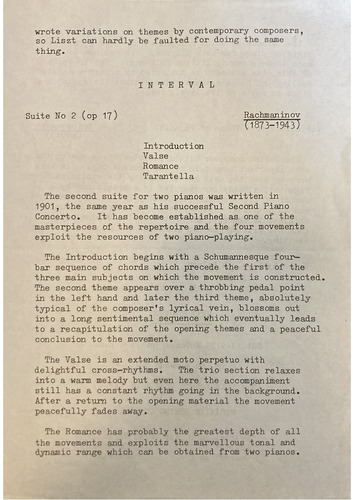 wrote variations on themes by contemporary composers,
so Liszt can hardly be faulted for doing the same
thing.
INTERVAL
Suite No 2 (op 17) Rachmaninov
(1873-1943)
Introduction
Valse
Romance
Tarantella
The second suite for two pianos was written in
1901, the same year as his successful Second Piano
Concerto. It has become established as one of the
masterpieces of the repertoire and the four movements
exploit the resources of two piano-playing.
The Introduction begins with a Schumannesque four-
bar sequence of chords which precede the first of the
three main subjects on which the movement is constructed.
The second theme appears over a throbbing pedal point
in the left hand and later the third theme, absolutely
typical of the composer's lyrical vein, blossoms out
into a long sentimental sequence which eventually leads
to a recapitulation of the opening themes and a peaceful
conclusion to the movement.
The Valse is an extended moto perpetuo with
delightful cross-rhythms. The trio section relaxes
into a warm melody but even here the accompaniment
still has a constant rhythm going in the background.
After a return to the opening material the movement
peacefully fades away.
The Romance has probably the greatest depth of all
the movements and exploits the marvellous tonal and
dynamic range which can be obtained from two pianos.